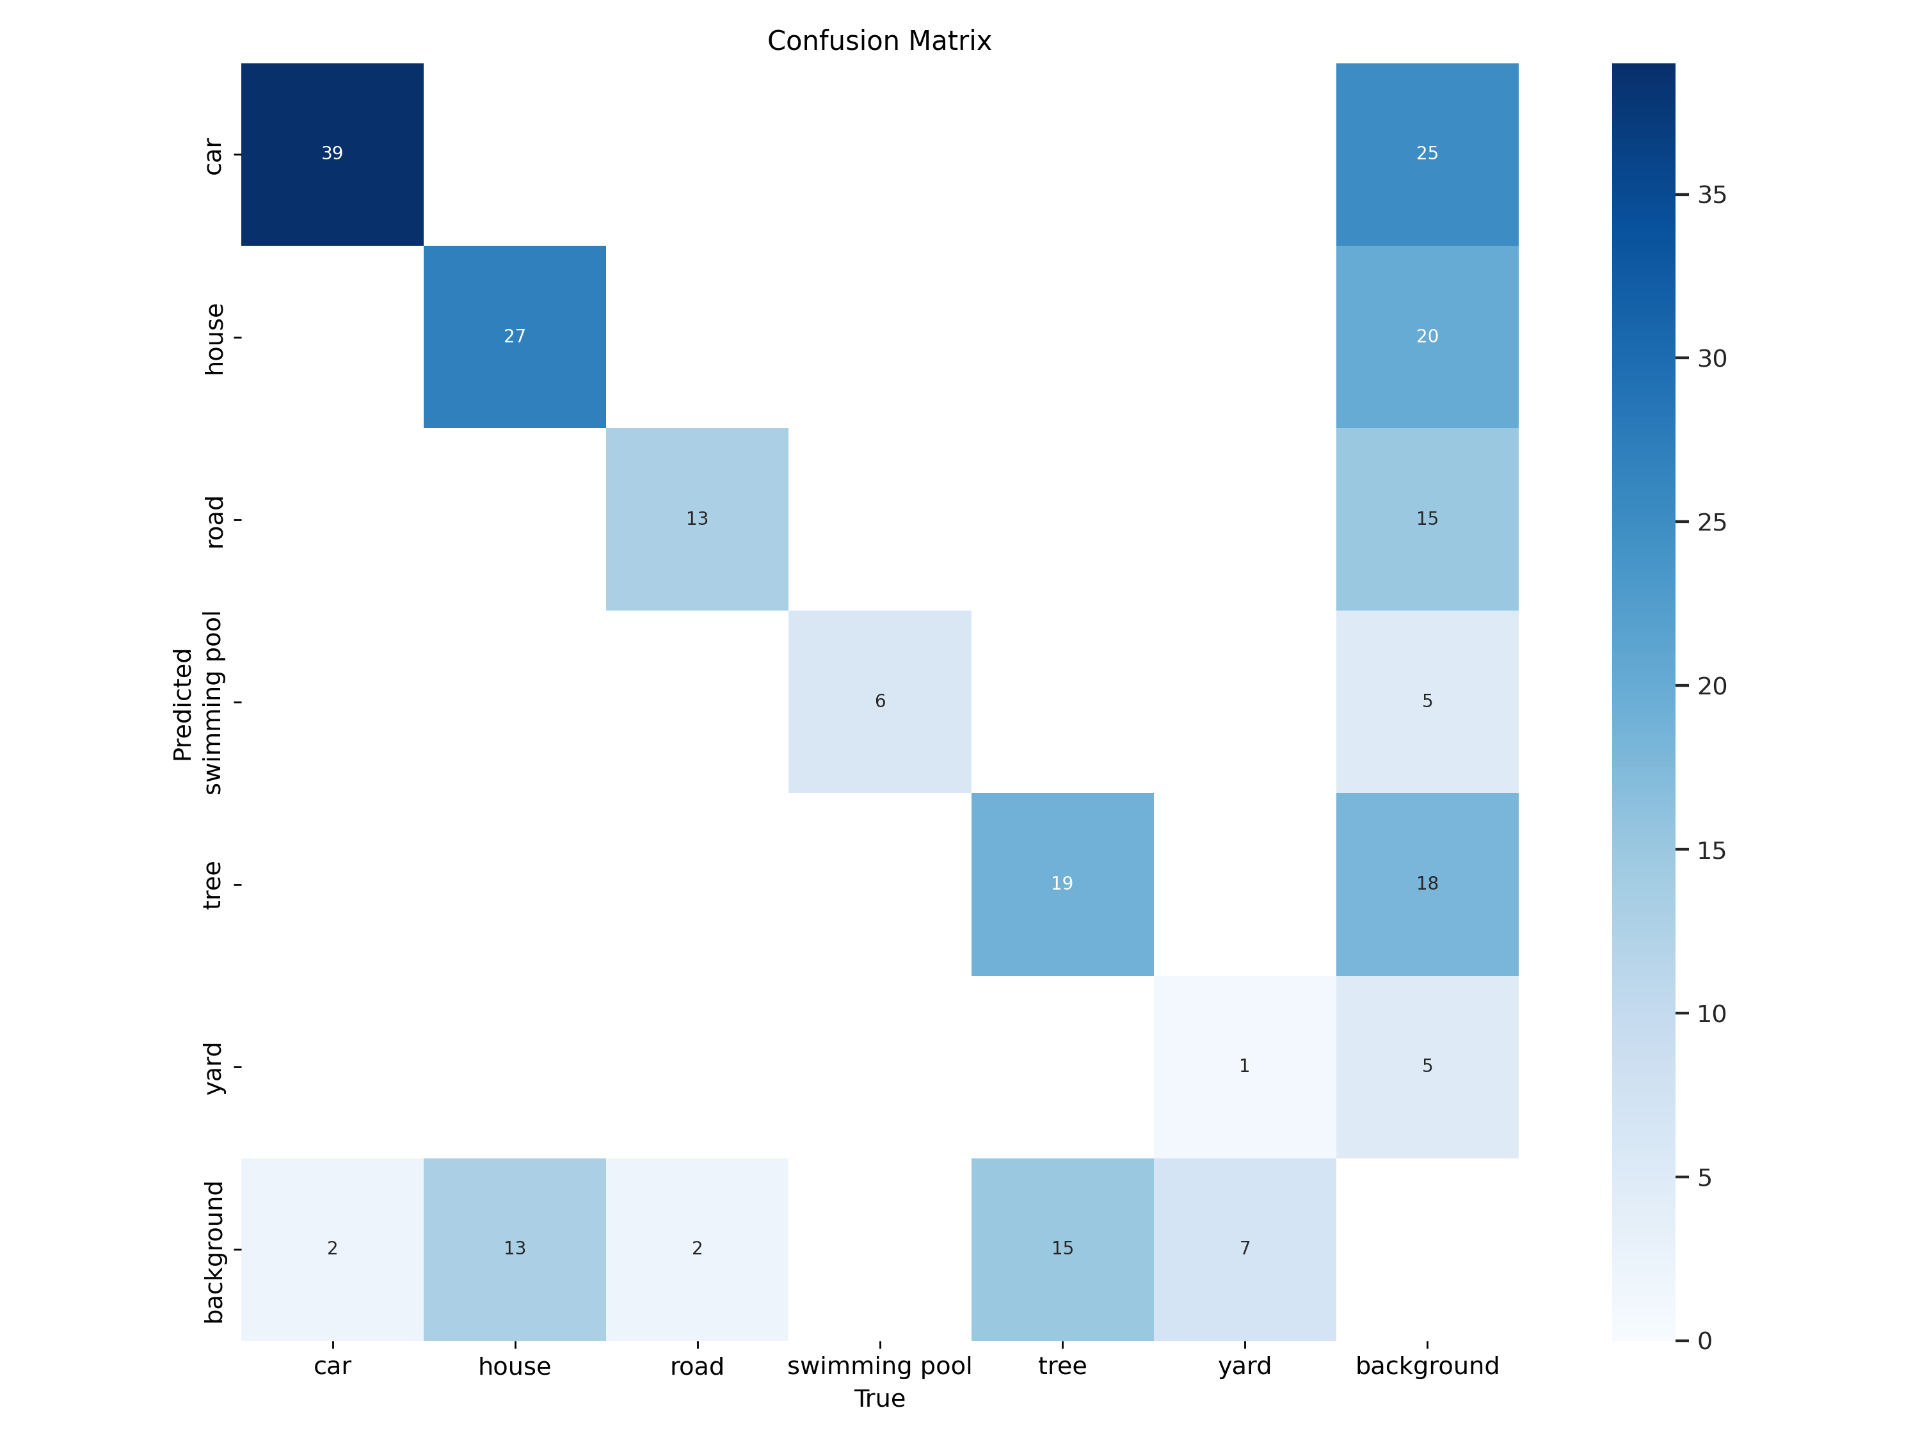 Confusion Matrix
car
39
25
house
27
20
road
13
15
Predicted
swimming pool
6
5
tree
19
18
yard
1
5
background
2
13
2
15
7
car
house
road
swimming pool
tree
yard
background
True
35
30
25
20
15
10
5
0